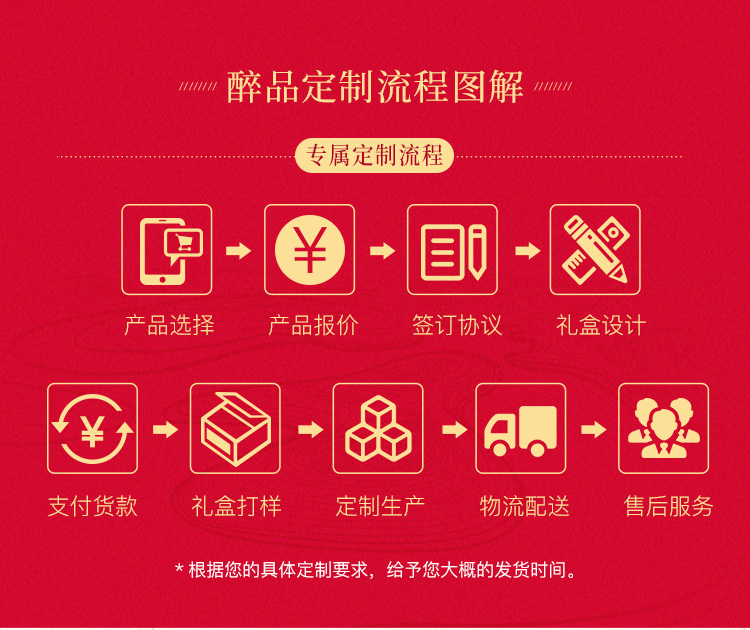 醉品定制流程图解
专属定制流程
产品选择 产品报价 签订协议 礼盒设计
支付货款 礼盒打样 定制生产 物流配送 售后服务
*根据您的具体定制要求，给予您大概的发货时间。